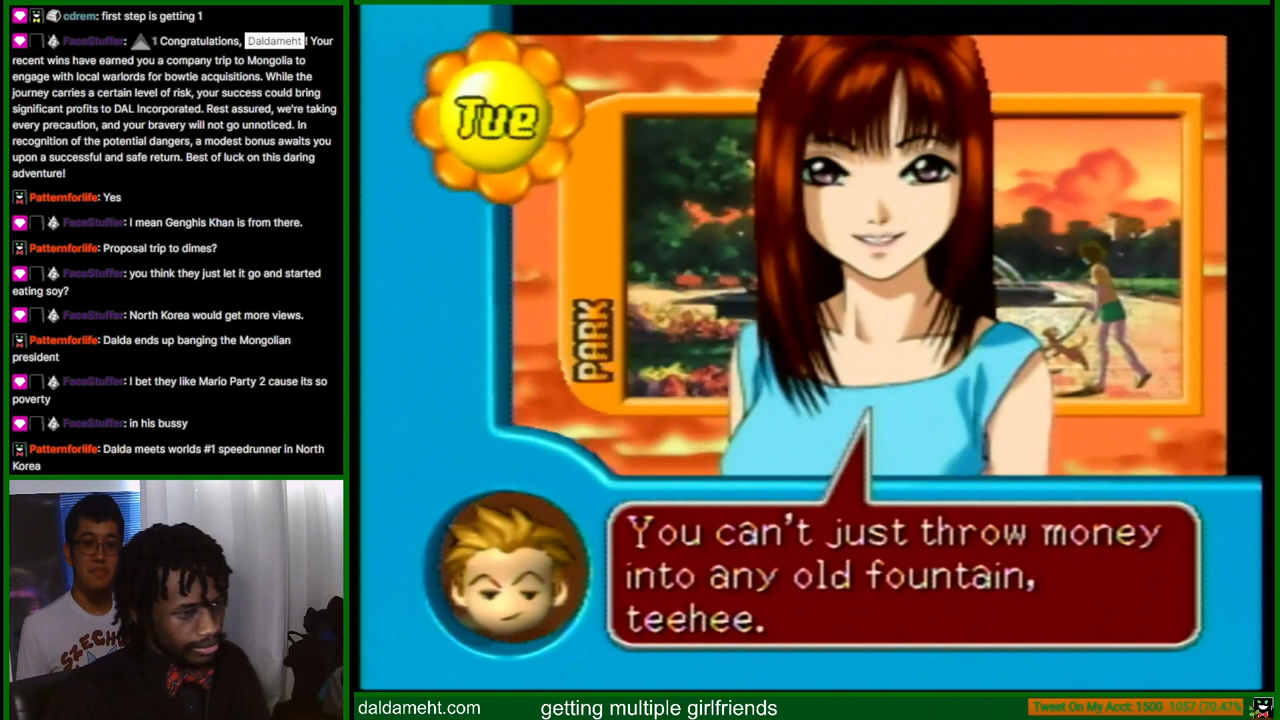 cdrem: first step is getting 1
FaceStuffer: 1 Congratulations, Daldameht! Your
recent wins have earned you a company trip to Mongolia to
engage with local warlords for bowtie acquisitions. While the
journey carries a certain level of risk, your success could bring
significant profits to DAL Incorporated. Rest assured, we're taking
every precaution, and your bravery will not go unnoticed. In
recognition of the potential dangers, a modest bonus awaits you
upon a successful and safe return. Best of luck on this daring
adventure!
Patternforlife: Yes
FaceStuffer: I mean Genghis Khan is from there.
Patternforlife: Proposal trip to dimes?
FaceStuffer: you think they just let it go and started
eating soy?
FaceStuffer: North Korea would get more views.
Patternforlife: Dalda ends up banging the Mongolian
president
FaceStuffer: I bet they like Mario Party 2 cause its so
poverty
FaceStuffer: in his bussy
Patternforlife: Dalda meets worlds #1 speedrunner in North
Korea
Tue
PARK
You can't just throw money
into any old fountain,
teehee.
SZECHU
daldameht.com
getting multiple girlfriends
Tweet On My Acct: 1500 1057 (70.47%